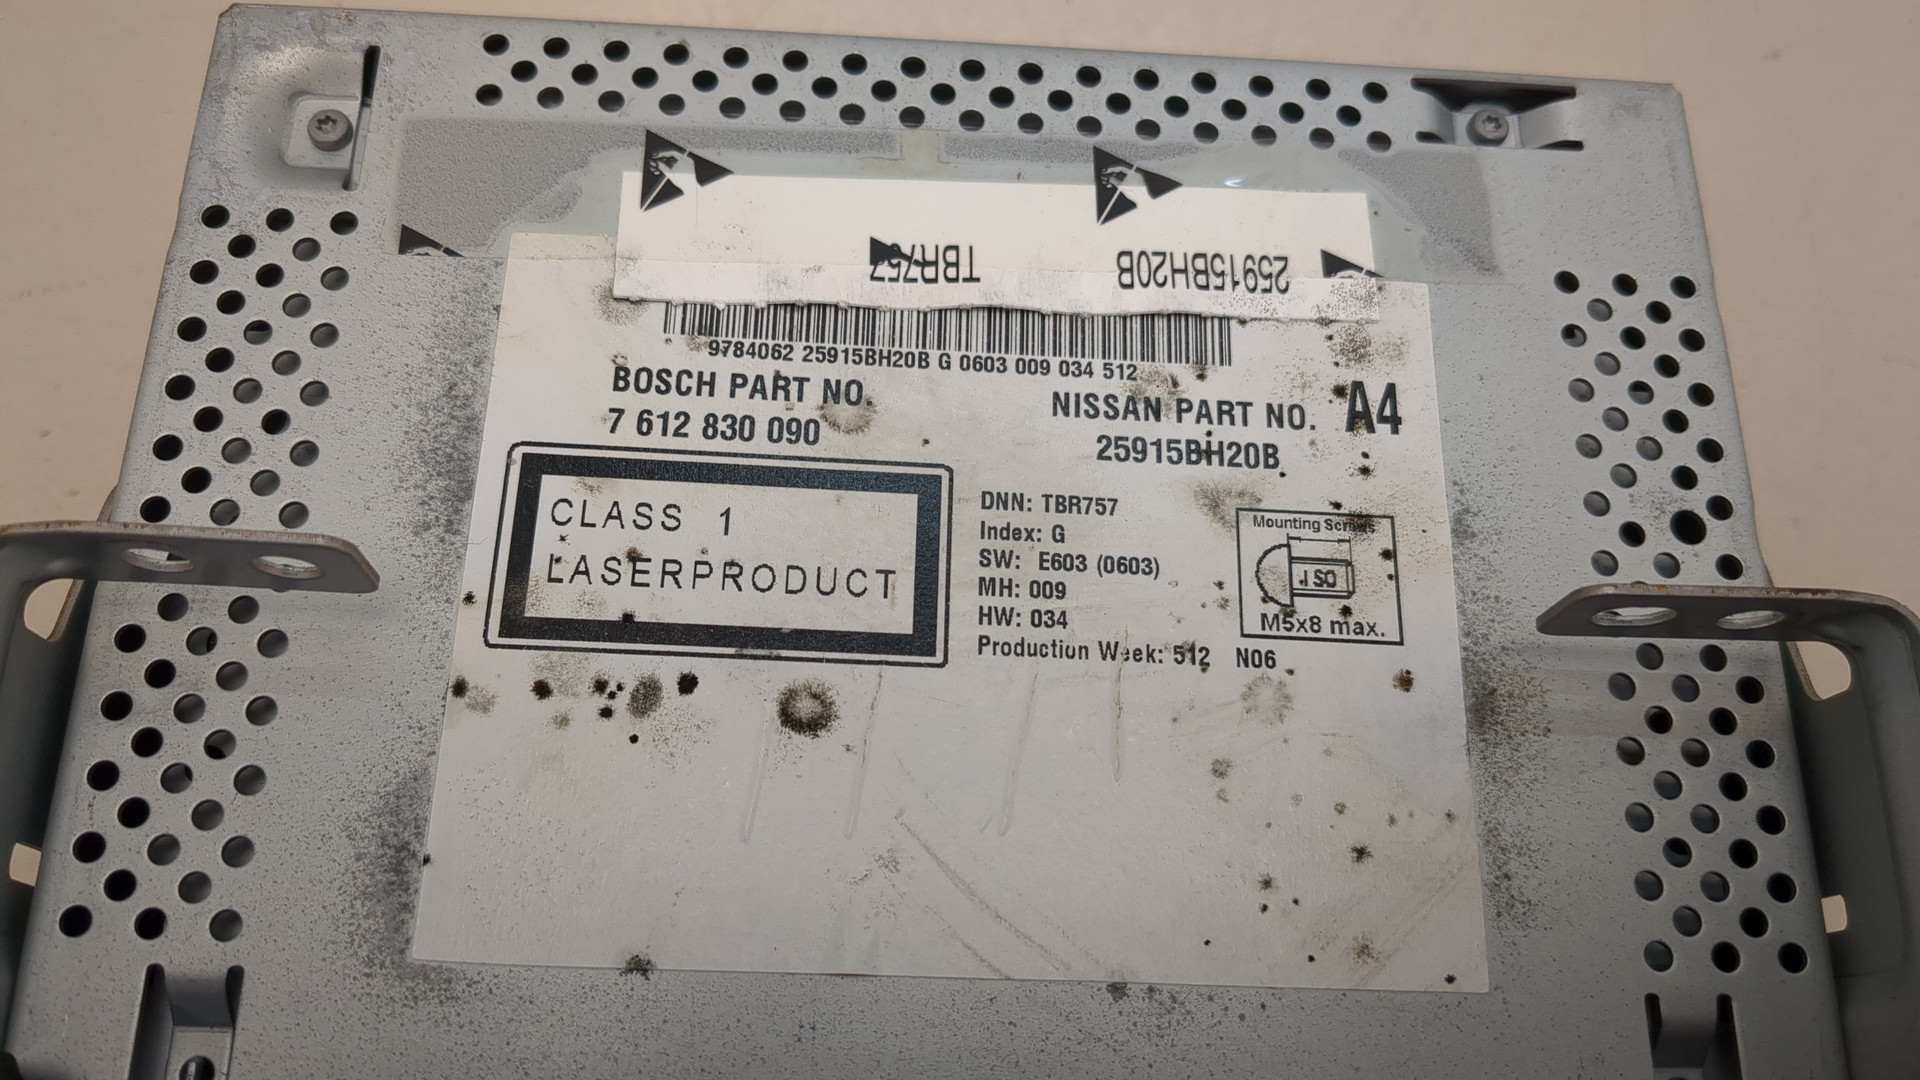 TBR757
25915BH20B
9784062 25915BH20B G 0603 009 034 512
BOSCH PART NO.
7 612 830 090
NISSAN PART NO. A4
25915BH20B
CLASS 1
LASERPRODUCT
DNN: TBR757
Index: G
SW: E603 (0603)
MH: 009
HW: 034
Production Week: 512 N06
Mounting Screws
ISO
M5x8 max.